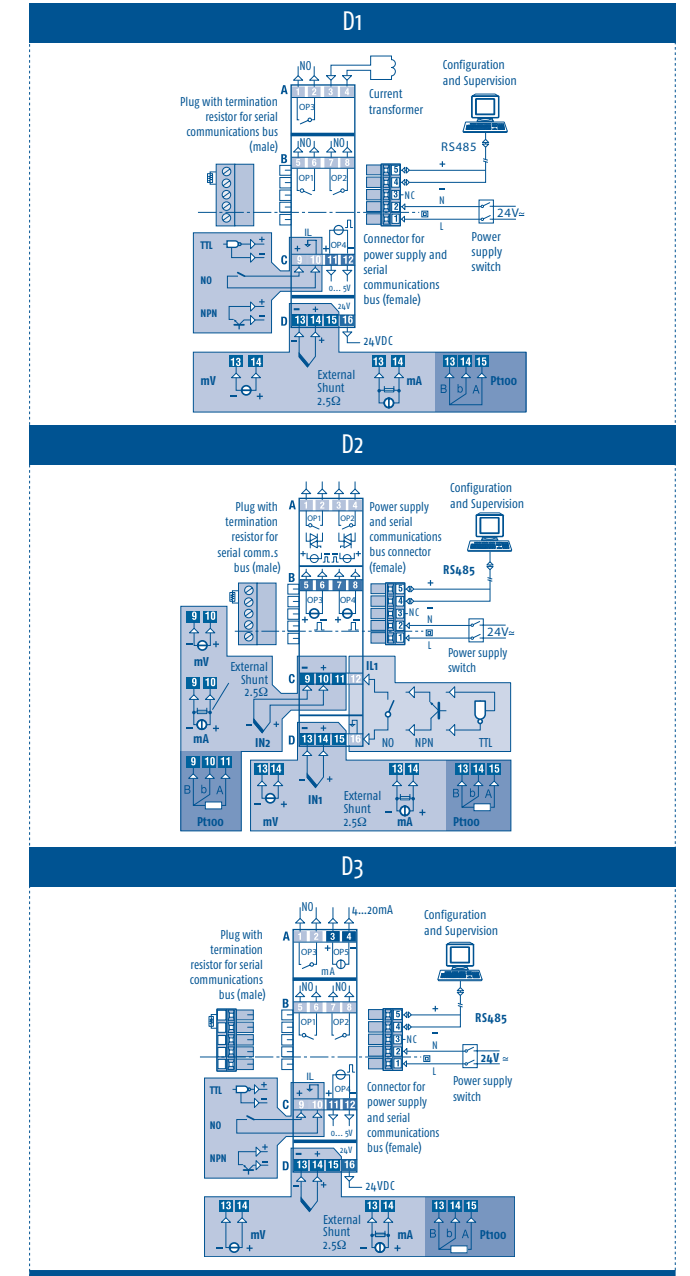 D1
NO
Configuration
and Supervision
A
1 2 3 4
Current
transformer
OP3
Plug with termination
resistor for serial
communications bus
(male)
RS485
NO NO
B
5 6 7 8
OP1 OP2
5
+
4
–
3 NC
2 N
1 L
24V≃
Power
supply
switch
Connector for
power supply and
serial
communications
bus (female)
TTL + –
NO
NPN + –
IL
+ OP4 + –
C
9 10 11 12
0... 5V
24V
– +
D
13 14 15 16
24VDC
– +
13 14
mV
– +
External
Shunt
2.5Ω
13 14
mA
– +
13 14 15
Pt100
B b A
D2
Configuration
and Supervision
A
1 2 3 4
OP1 OP2
+ – – +
Plug with
termination
resistor for
serial comm.s
bus (male)
Power supply
and serial
communications
bus connector
(female)
RS485
B
5 6 7 8
OP3 OP4
+ – + –
5
+
4
–
3 NC
2 N
1 L
24V≃
Power supply
switch
9 10
– +
mV
External
Shunt
2.5Ω
9 10
– +
mA
IN2
– +
C
9 10 11 12
IL1
NO NPN TTL
– +
D
13 14 15 16
– +
IN1
9 10 11
B b A
Pt100
13 14
– +
mV
External
Shunt
2.5Ω
13 14
– +
mA
13 14 15
B b A
Pt100
D3
NO
4...20mA
Configuration
and Supervision
A
1 2 3 4
OP3 + OP5 –
mA
Plug with
termination
resistor for serial
communications
bus (male)
NO NO
B
5 6 7 8
OP1 OP2
RS485
5
+
4
–
3 NC
2 N
1 L
24V ≃
Power supply
switch
Connector for
power supply
and serial
communications
bus (female)
TTL + –
NO
NPN + –
IL
+ + OP4 –
C
9 10 11 12
0... 5V
24V
– +
D
13 14 15 16
24VDC
– +
13 14
mV
– +
External
Shunt
2.5Ω
13 14
mA
– +
13 14 15
Pt100
B b A